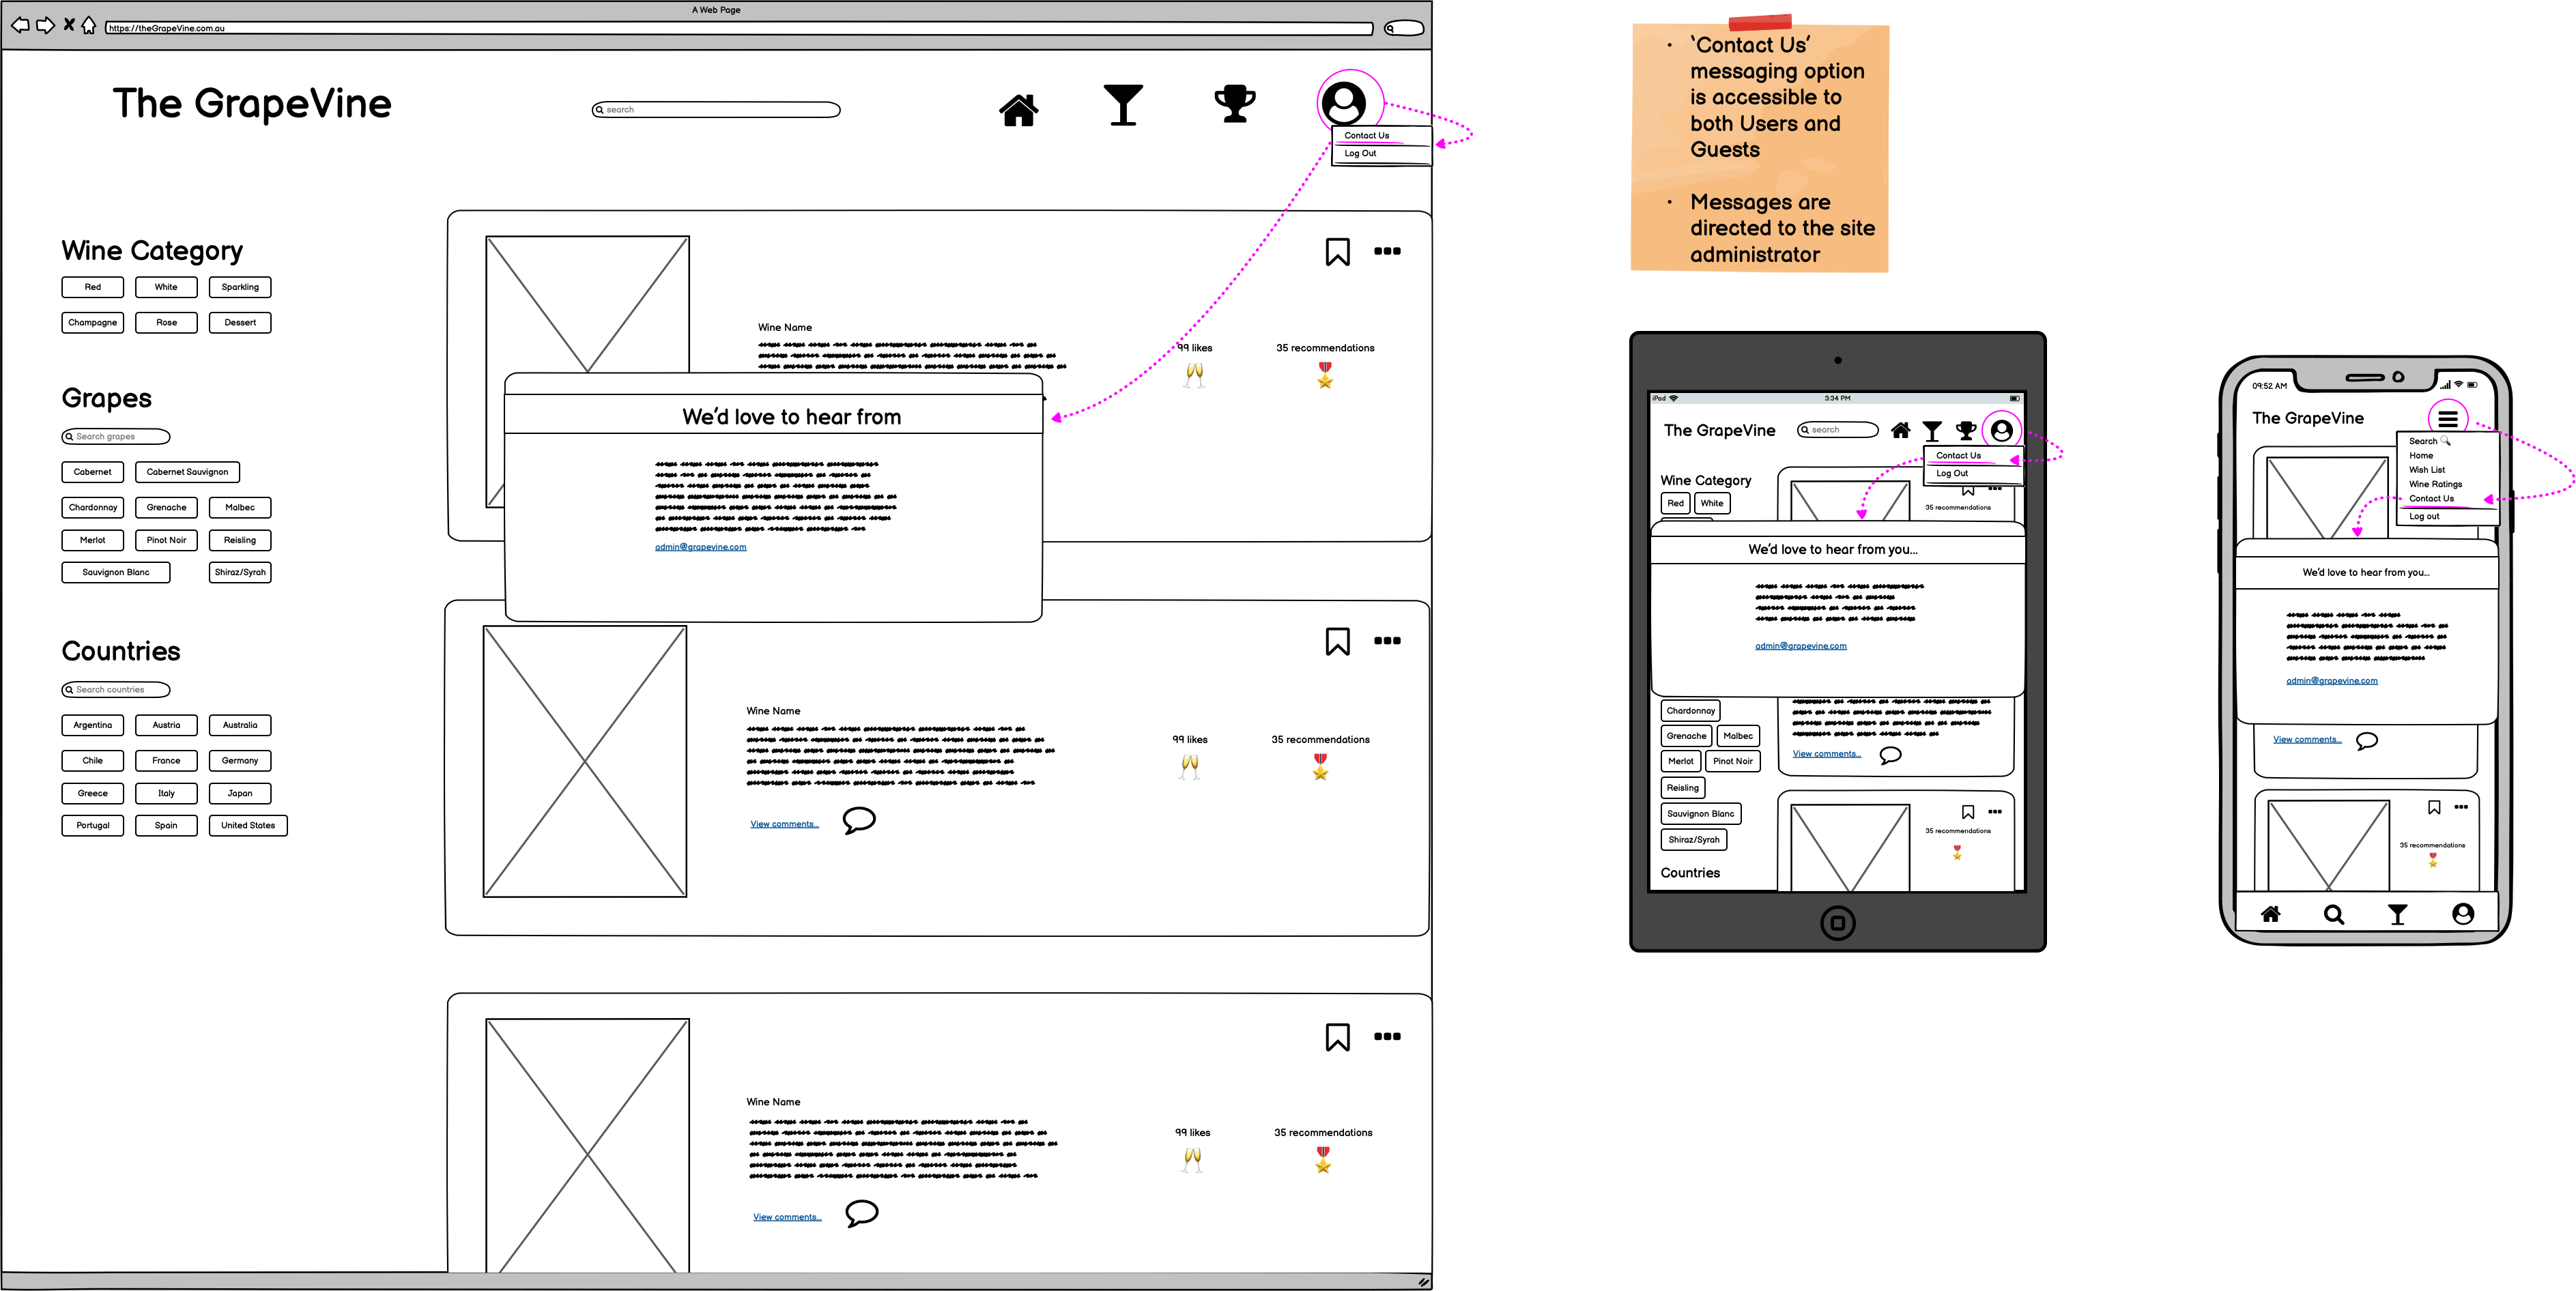 A Web Page
https://theGrapeVine.com.au
The GrapeVine
search
Contact Us
Log Out
Wine Category
Red White Sparkling
Champagne Rose Dessert
Grapes
Search grapes
Cabernet Cabernet Sauvignon
Chardonnay Grenache Malbec
Merlot Pinot Noir Reisling
Sauvignon Blanc Shiraz/Syrah
Countries
Search countries
Argentina Austria Australia
Chile France Germany
Greece Italy Japan
Portugal Spain United States
Wine Name
99 likes 35 recommendations
We'd love to hear from
admin@grapevine.com
Wine Name
99 likes 35 recommendations
View comments...
Wine Name
99 likes 35 recommendations
View comments...
• 'Contact Us'
messaging option
is accessible to
both Users and
Guests
• Messages are
directed to the site
administrator
iPad 3:34 PM
The GrapeVine search
Contact Us
Log Out
Wine Category
Red White
35 recommendations
We'd love to hear from you...
admin@grapevine.com
Chardonnay
Grenache Malbec
Merlot Pinot Noir
Reisling
Sauvignon Blanc
Shiraz/Syrah
Countries
View comments...
35 recommendations
09:52 AM
The GrapeVine
Search
Home
Wish List
Wine Ratings
Contact Us
Log out
We'd love to hear from you...
admin@grapevine.com
View comments...
35 recommendations